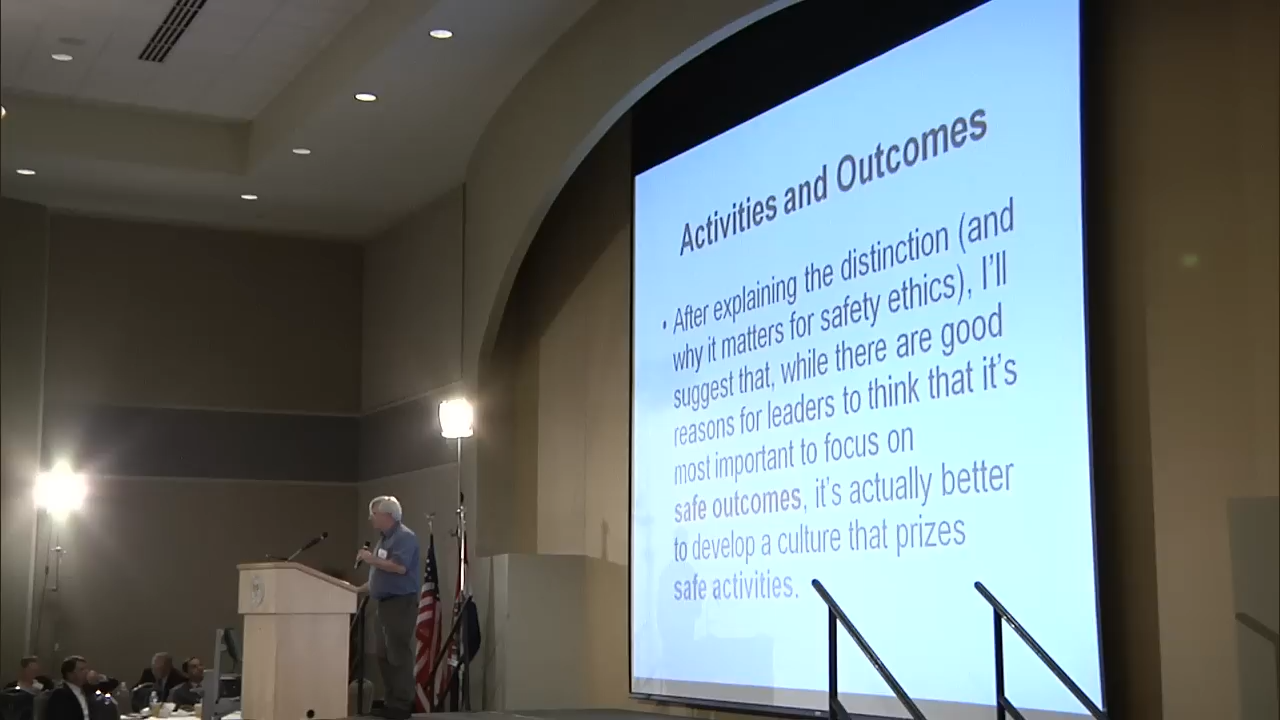 Activities and Outcomes
• After explaining the distinction (and
why it matters for safety ethics), I'll
suggest that, while there are good
reasons for leaders to think that it's
most important to focus on
safe outcomes, it's actually better
to develop a culture that prizes
safe activities.